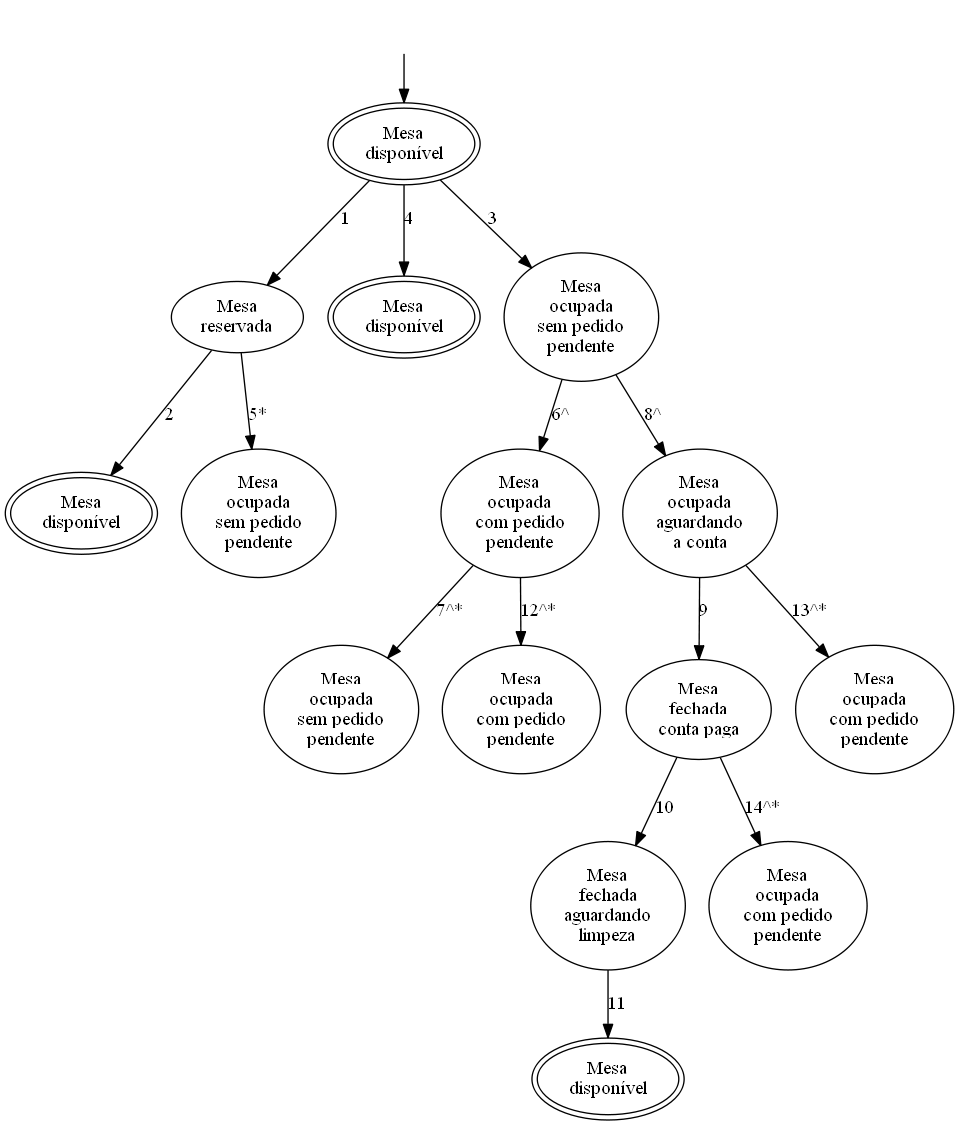 Mesa
disponível
1
4
3
Mesa
reservada
Mesa
disponível
Mesa
ocupada
sem pedido
pendente
2
5*
6^
8^
Mesa
disponível
Mesa
ocupada
sem pedido
pendente
Mesa
ocupada
com pedido
pendente
Mesa
ocupada
aguardando
a conta
7^*
12^*
9
13^*
Mesa
ocupada
sem pedido
pendente
Mesa
ocupada
com pedido
pendente
Mesa
fechada
conta paga
Mesa
ocupada
com pedido
pendente
10
14^*
Mesa
fechada
aguardando
limpeza
Mesa
ocupada
com pedido
pendente
11
Mesa
disponível